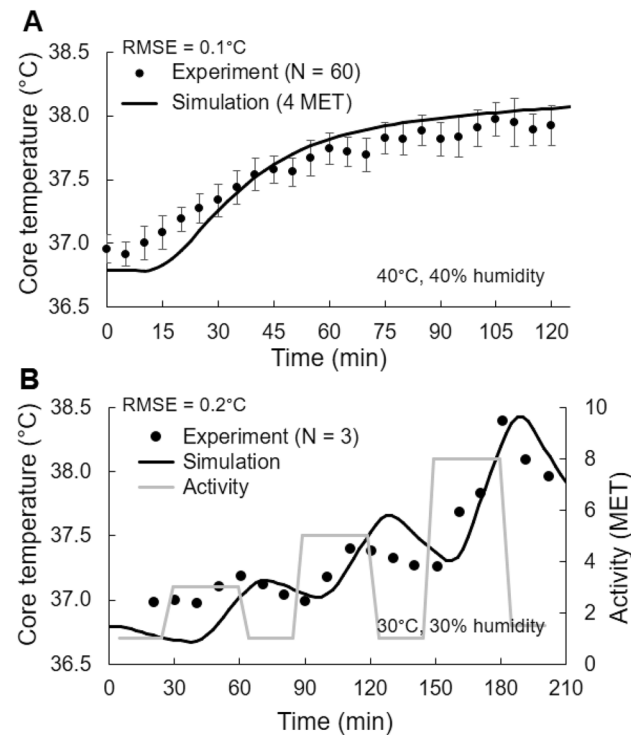 A
RMSE = 0.1°C
Experiment (N = 60)
Simulation (4 MET)
Core temperature (°C)
38.5
38.0
37.5
37.0
36.5
40°C, 40% humidity
0 15 30 45 60 75 90 105 120
Time (min)
B
RMSE = 0.2°C
Experiment (N = 3)
Simulation
Activity
Core temperature (°C)
38.5
38.0
37.5
37.0
36.5
10
8
6
4
2
0
Activity (MET)
30°C, 30% humidity
0 30 60 90 120 150 180 210
Time (min)